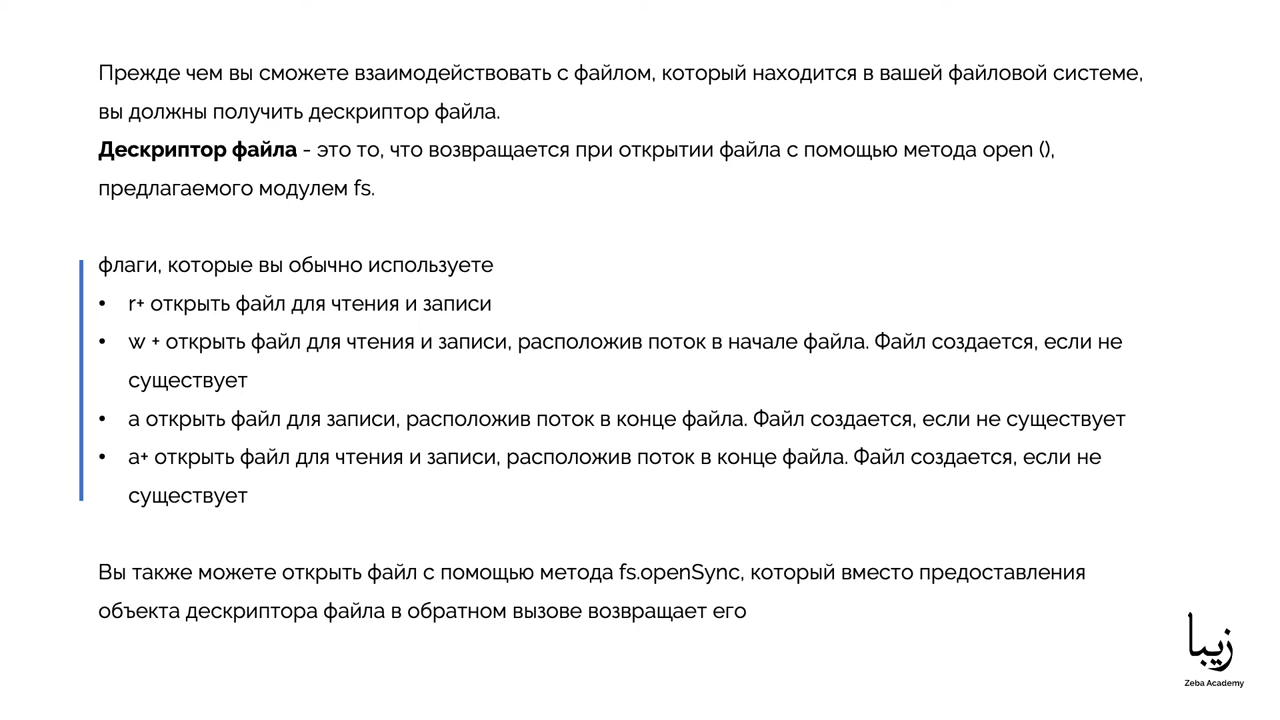 Прежде чем вы сможете взаимодействовать с файлом, который находится в вашей файловой системе,
вы должны получить дескриптор файла.
Дескриптор файла - это то, что возвращается при открытии файла с помощью метода open (),
предлагаемого модулем fs.
флаги, которые вы обычно используете
• r+ открыть файл для чтения и записи
• w + открыть файл для чтения и записи, расположив поток в начале файла. Файл создается, если не
существует
• a открыть файл для записи, расположив поток в конце файла. Файл создается, если не существует
• a+ открыть файл для чтения и записи, расположив поток в конце файла. Файл создается, если не
существует
Вы также можете открыть файл с помощью метода fs.openSync, который вместо предоставления
объекта дескриптора файла в обратном вызове возвращает его
زیبا
Zeba Academy